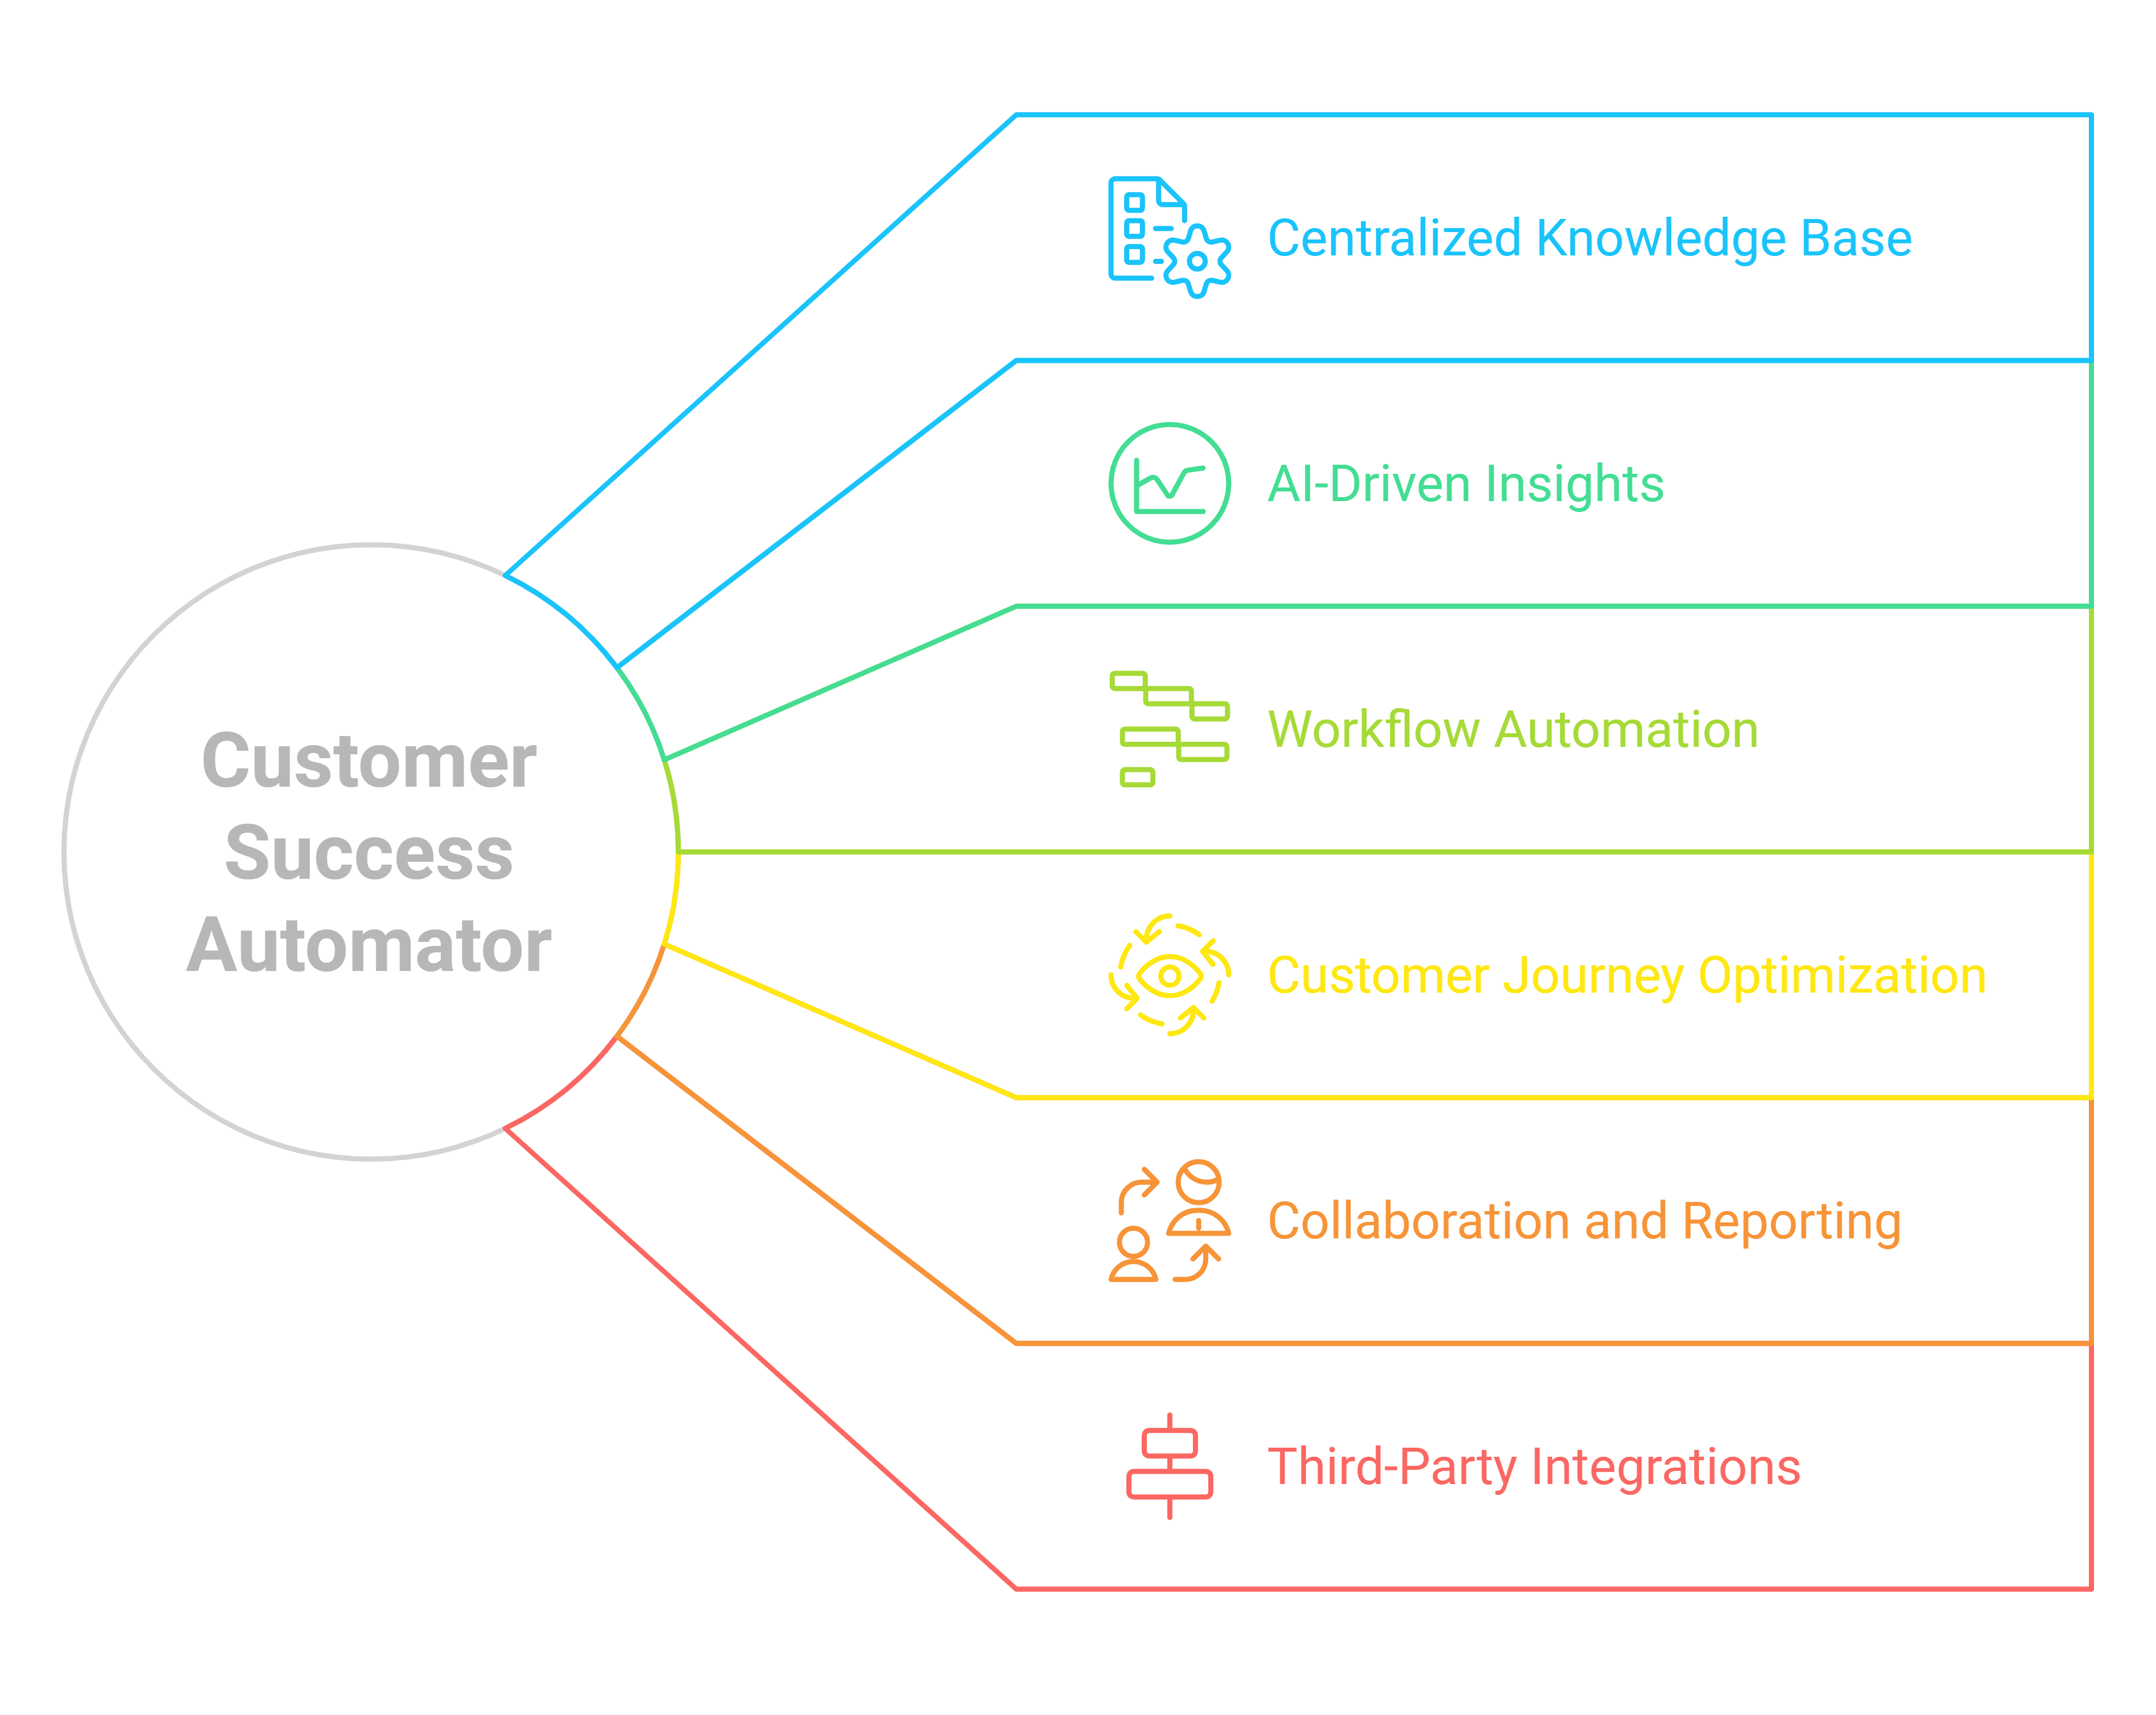 Customer
Success
Automator
Centralized Knowledge Base
AI-Driven Insights
Workflow Automation
Customer Journey Optimization
Collaboration and Reporting
Third-Party Integrations